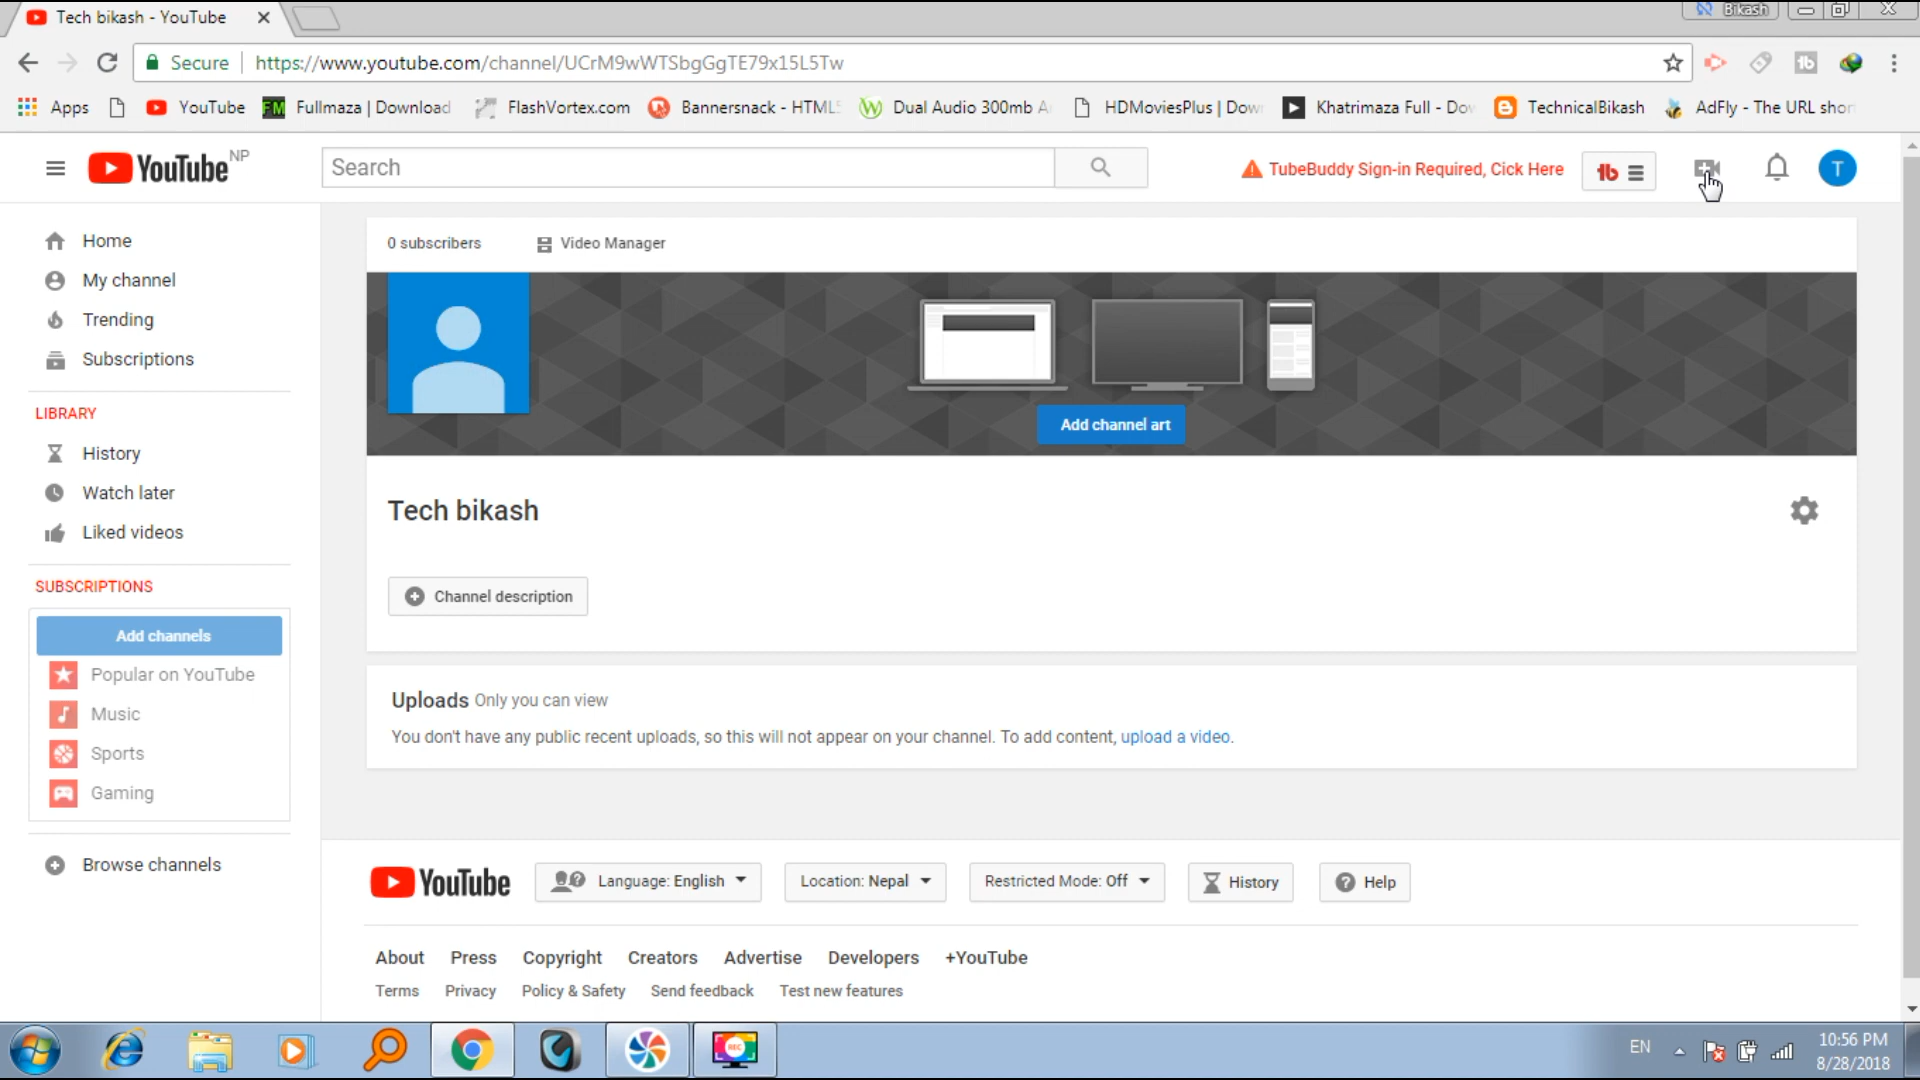 Tech bikash - YouTube
Bikash
Secure
https://www.youtube.com/channel/UCrM9wWTSbgGgTE79x15L5Tw
Apps
YouTube
FM Fullmaza | Download
FlashVortex.com
Bannersnack - HTML5
Dual Audio 300mb
HDMoviesPlus | Dow
Khatrimaza Full - Do
TechnicalBikash
AdFly - The URL shor
YouTube NP
Search
TubeBuddy Sign-in Required, Cick Here
tb
T
Home
My channel
Trending
Subscriptions
LIBRARY
History
Watch later
Liked videos
SUBSCRIPTIONS
Add channels
Popular on YouTube
Music
Sports
Gaming
Browse channels
0 subscribers
Video Manager
Add channel art
Tech bikash
Channel description
Uploads Only you can view
You don't have any public recent uploads, so this will not appear on your channel. To add content, upload a video.
YouTube
Language: English
Location: Nepal
Restricted Mode: Off
History
Help
About Press Copyright Creators Advertise Developers +YouTube
Terms Privacy Policy & Safety Send feedback Test new features
REC
EN
10:56 PM
8/28/2018